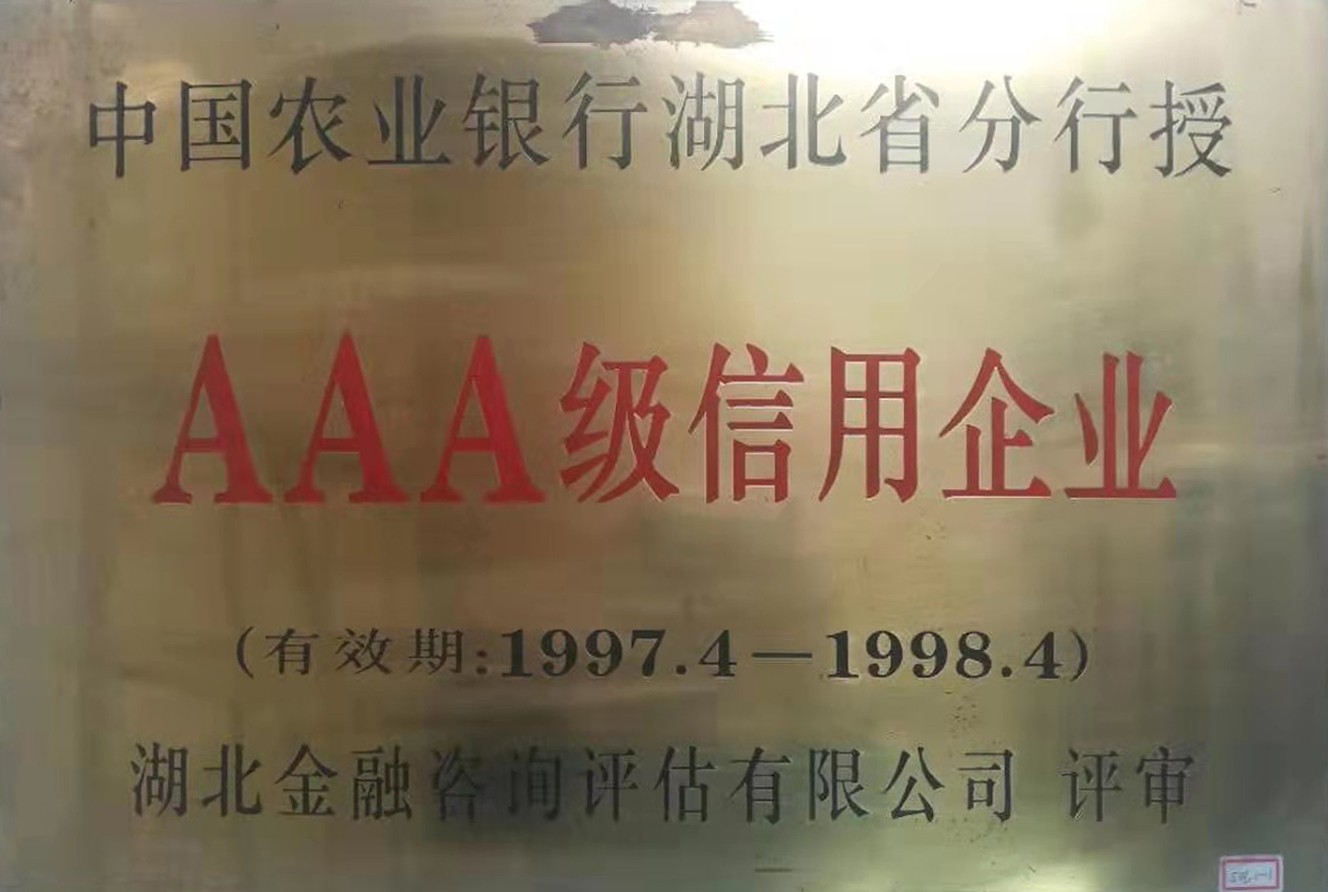 中国农业银行湖北省分行授
AAA级信用企业
(有效期:1997.4—1998.4)
湖北金融咨询评估有限公司 评审